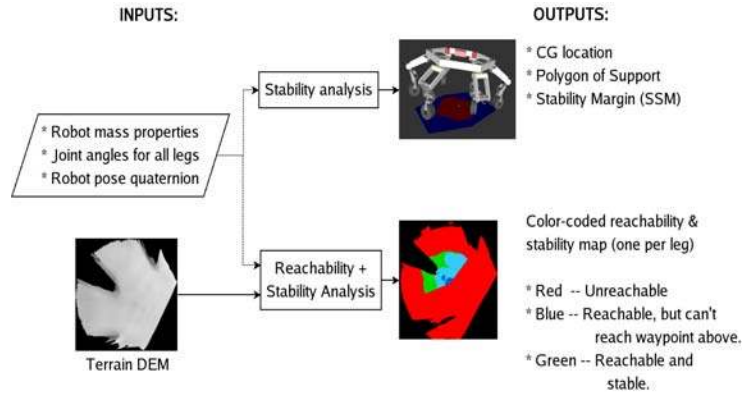 INPUTS:
OUTPUTS:
* Robot mass properties
* Joint angles for all legs
* Robot pose quaternion
Stability analysis
* CG location
* Polygon of Support
* Stability Margin (SSM)
Terrain DEM
Reachability +
Stability Analysis
Color-coded reachability &
stability map (one per leg)
* Red -- Unreachable
* Blue -- Reachable, but can't
reach waypoint above.
* Green -- Reachable and
stable.